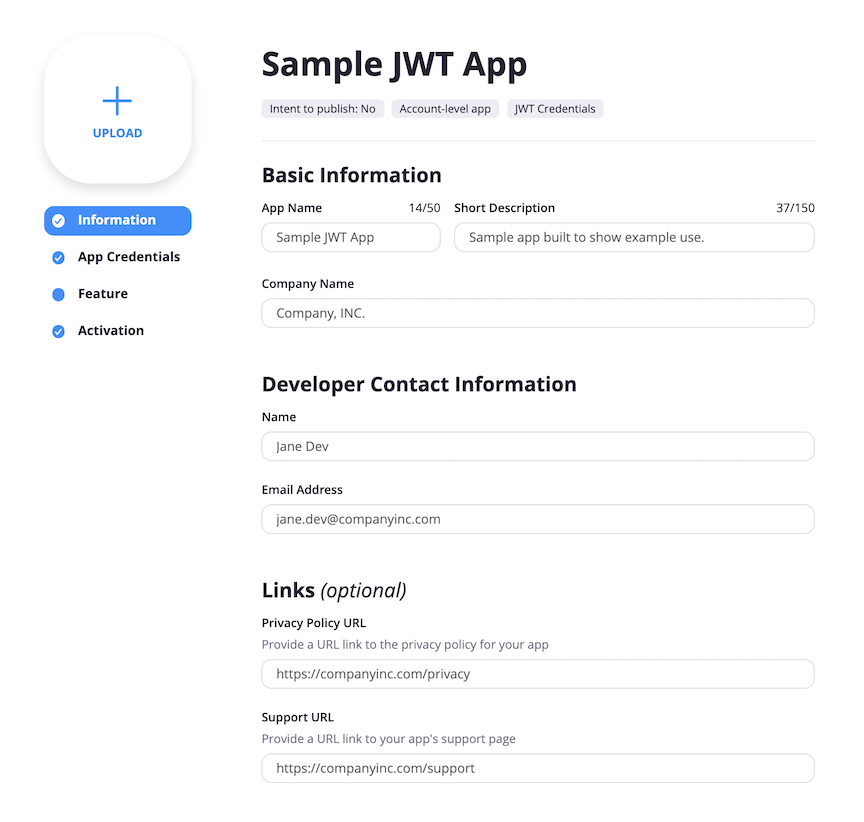 UPLOAD
Information
App Credentials
Feature
Activation
Sample JWT App
Intent to publish: No
Account-level app
JWT Credentials
Basic Information
App Name 14/50
Short Description 37/150
Sample JWT App
Sample app built to show example use.
Company Name
Company, INC.
Developer Contact Information
Name
Jane Dev
Email Address
jane.dev@companyinc.com
Links (optional)
Privacy Policy URL
Provide a URL link to the privacy policy for your app
https://companyinc.com/privacy
Support URL
Provide a URL link to your app's support page
https://companyinc.com/support